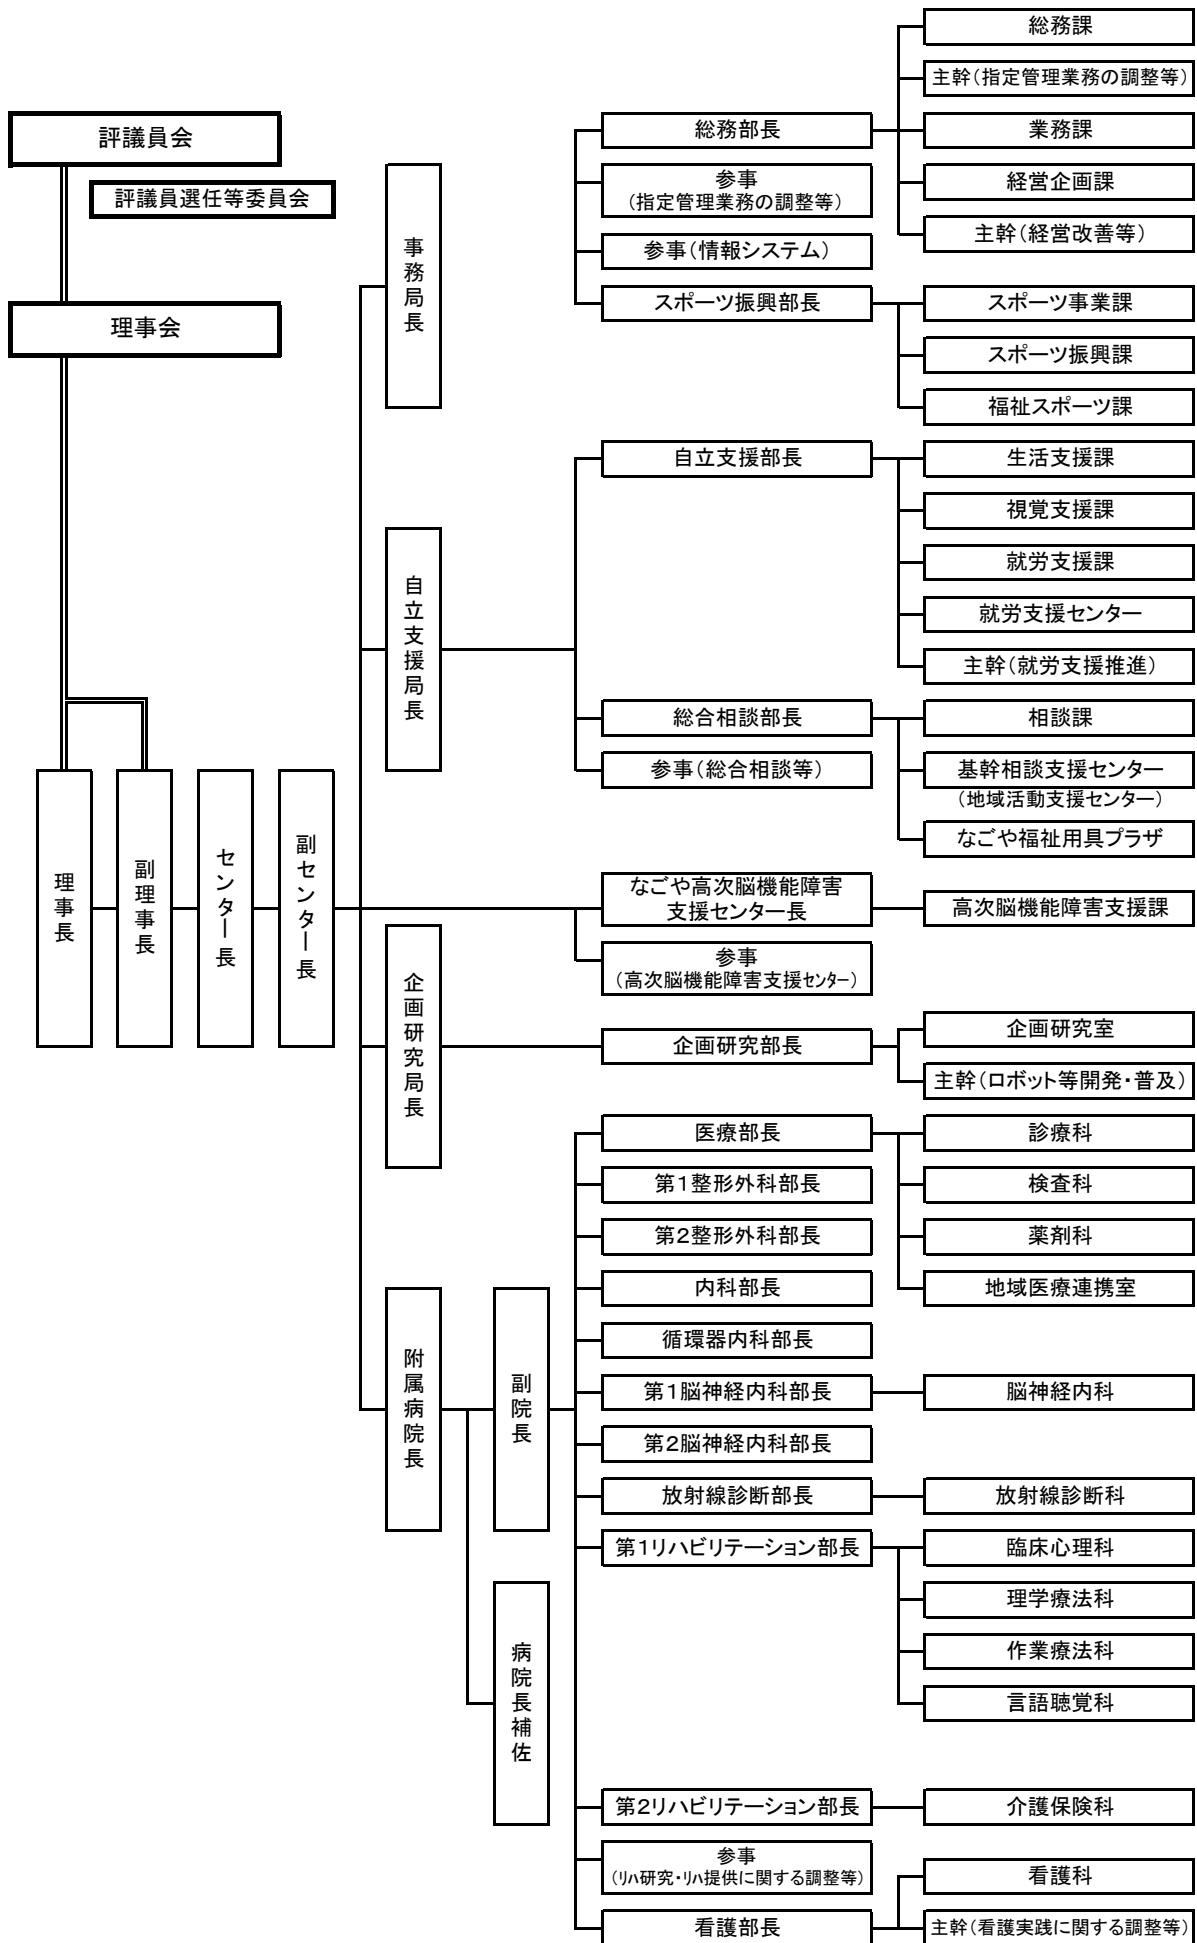 評議員会
評議員選任等委員会
理事会
理事長
副理事長
センター長
副センター長
事務局長
総務部長
総務課
主幹(指定管理業務の調整等)
業務課
経営企画課
主幹(経営改善等)
参事
(指定管理業務の調整等)
参事(情報システム)
スポーツ振興部長
スポーツ事業課
スポーツ振興課
福祉スポーツ課
自立支援局長
自立支援部長
生活支援課
視覚支援課
就労支援課
就労支援センター
主幹(就労支援推進)
総合相談部長
相談課
基幹相談支援センター
(地域活動支援センター)
なごや福祉用具プラザ
参事(総合相談等)
なごや高次脳機能障害
支援センター長
高次脳機能障害支援課
参事
(高次脳機能障害支援ｾﾝﾀｰ)
企画研究局長
企画研究部長
企画研究室
主幹(ロボット等開発・普及)
附属病院長
副院長
病院長補佐
医療部長
診療科
検査科
薬剤科
地域医療連携室
第1整形外科部長
第2整形外科部長
内科部長
循環器内科部長
第1脳神経内科部長
脳神経内科
第2脳神経内科部長
放射線診断部長
放射線診断科
第1リハビリテーション部長
臨床心理科
理学療法科
作業療法科
言語聴覚科
第2リハビリテーション部長
介護保険科
参事
(ﾘﾊ研究・ﾘﾊ提供に関する調整等)
看護部長
看護科
主幹(看護実践に関する調整等)